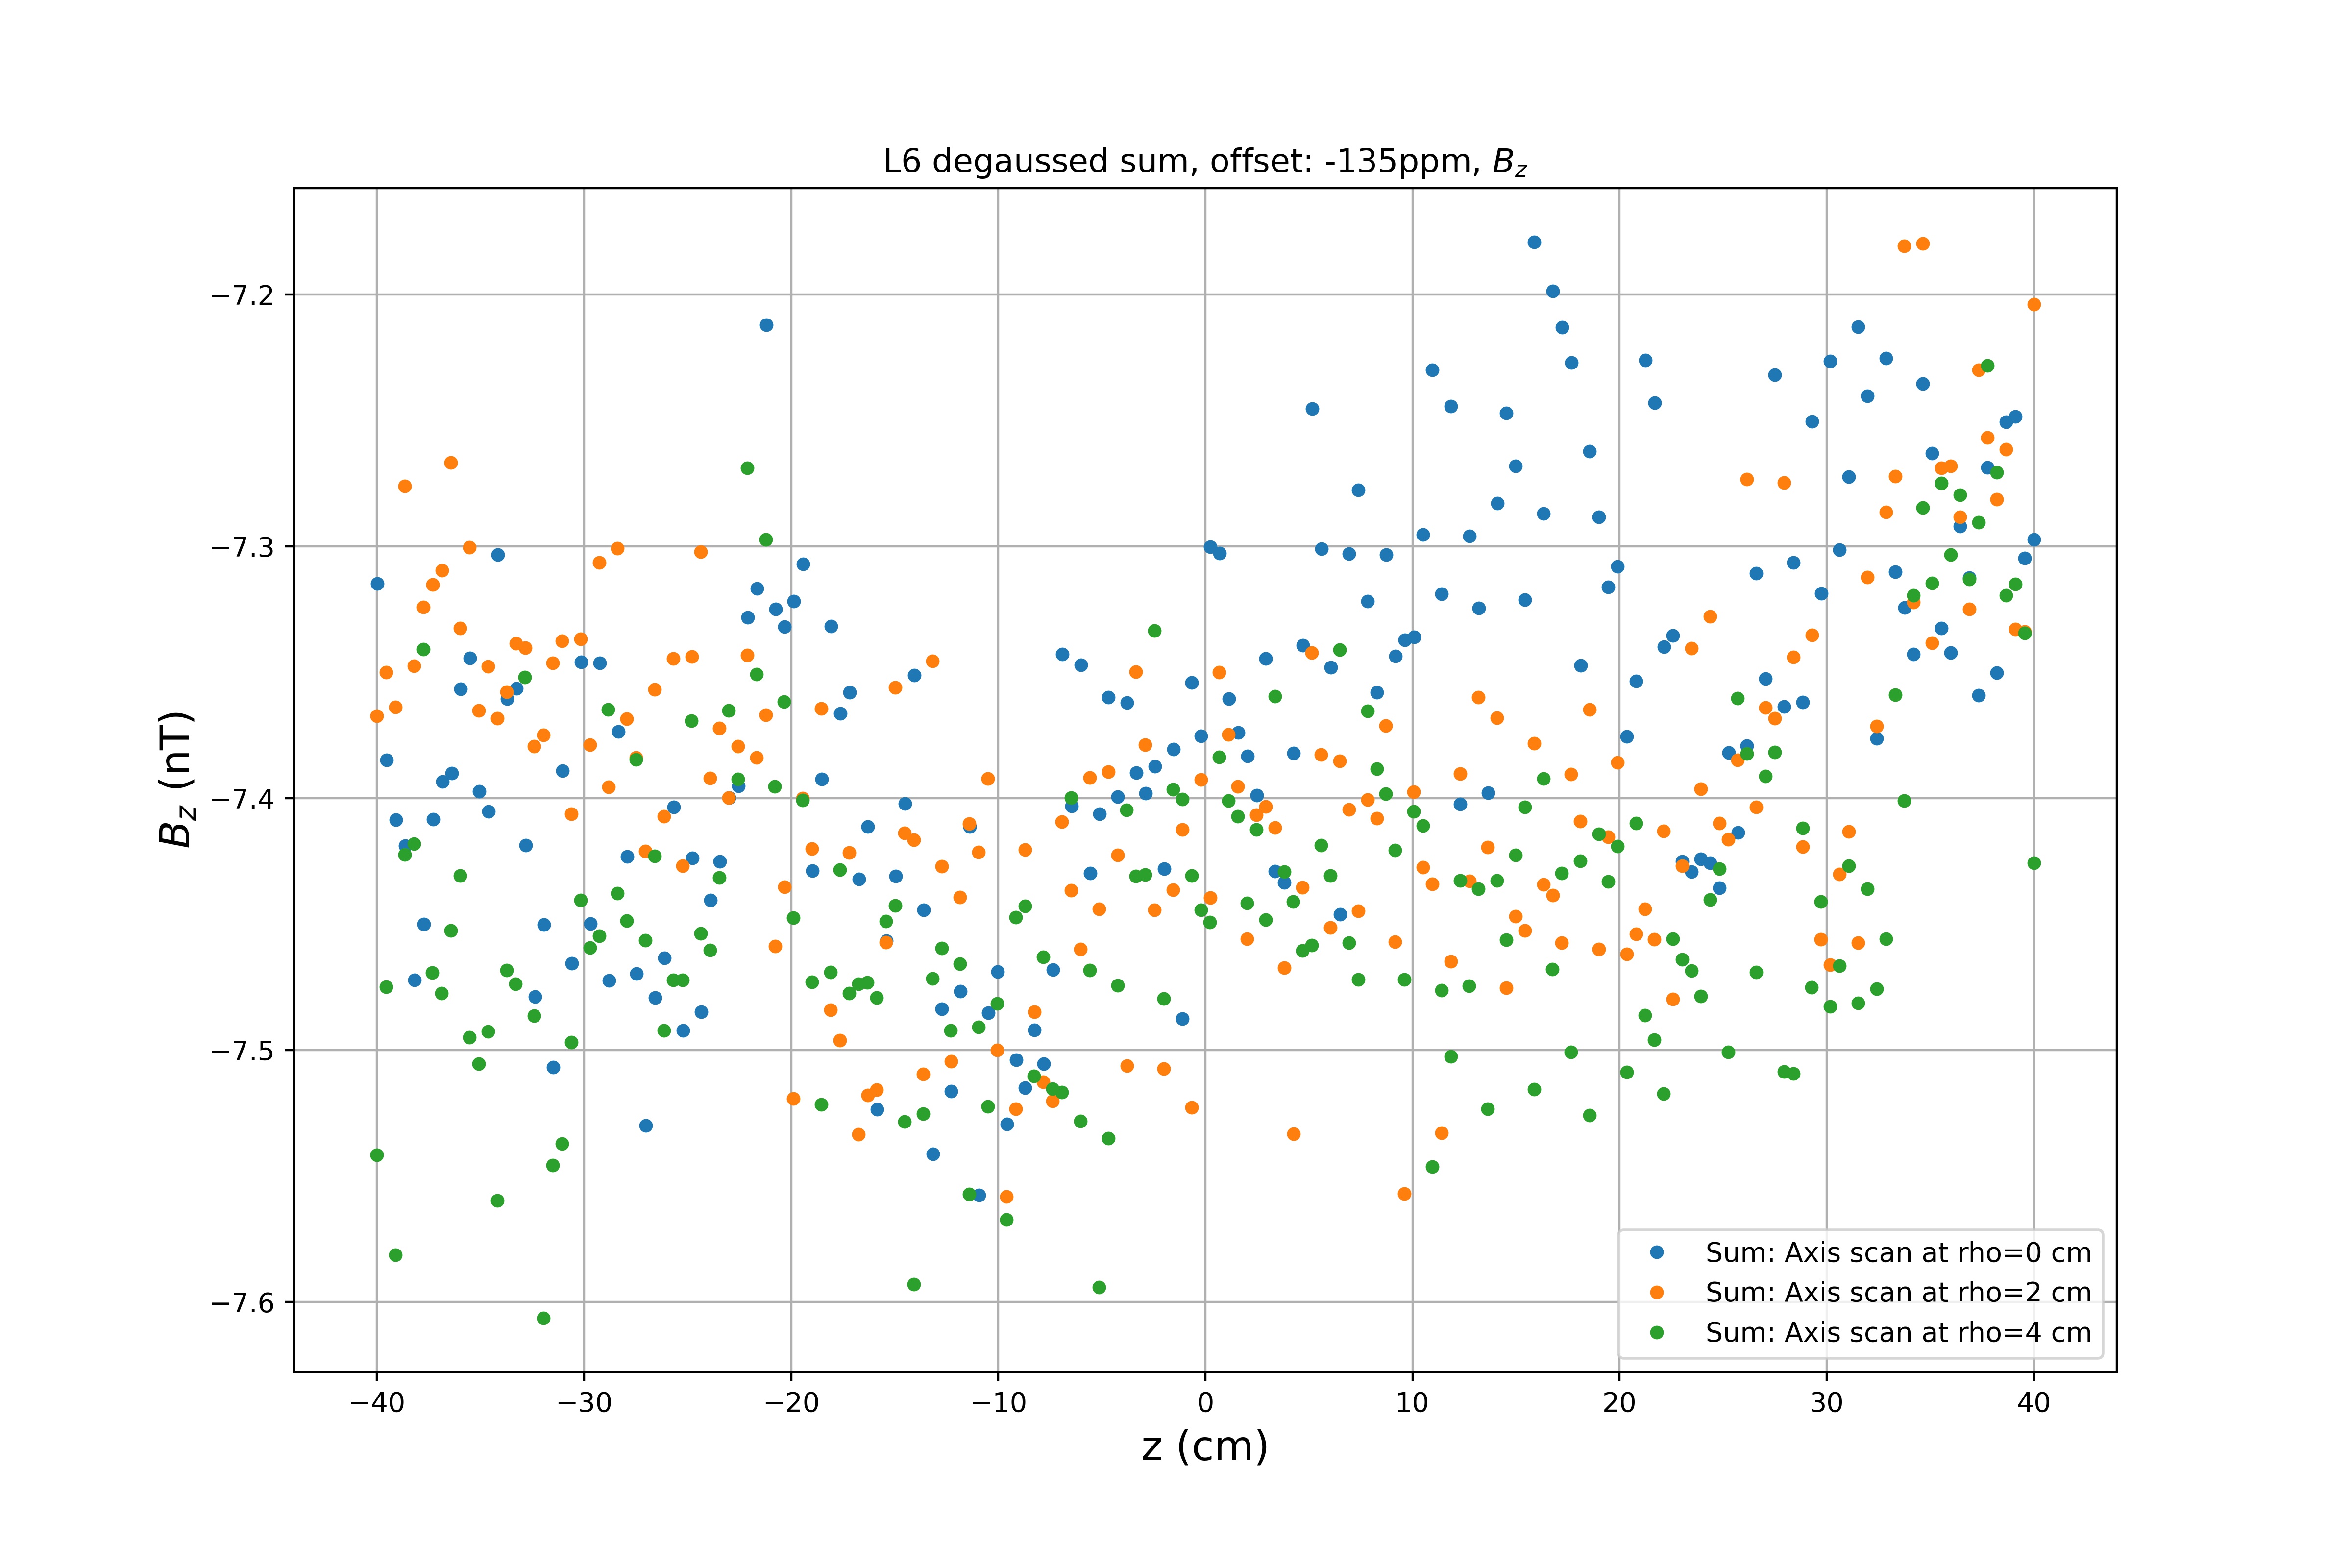 L6 degaussed sum, offset: -135ppm, B_z
−7.2
−7.3
−7.4
−7.5
−7.6
B_z (nT)
−40
−30
−20
−10
0
10
20
30
40
z (cm)
Sum: Axis scan at rho=0 cm
Sum: Axis scan at rho=2 cm
Sum: Axis scan at rho=4 cm